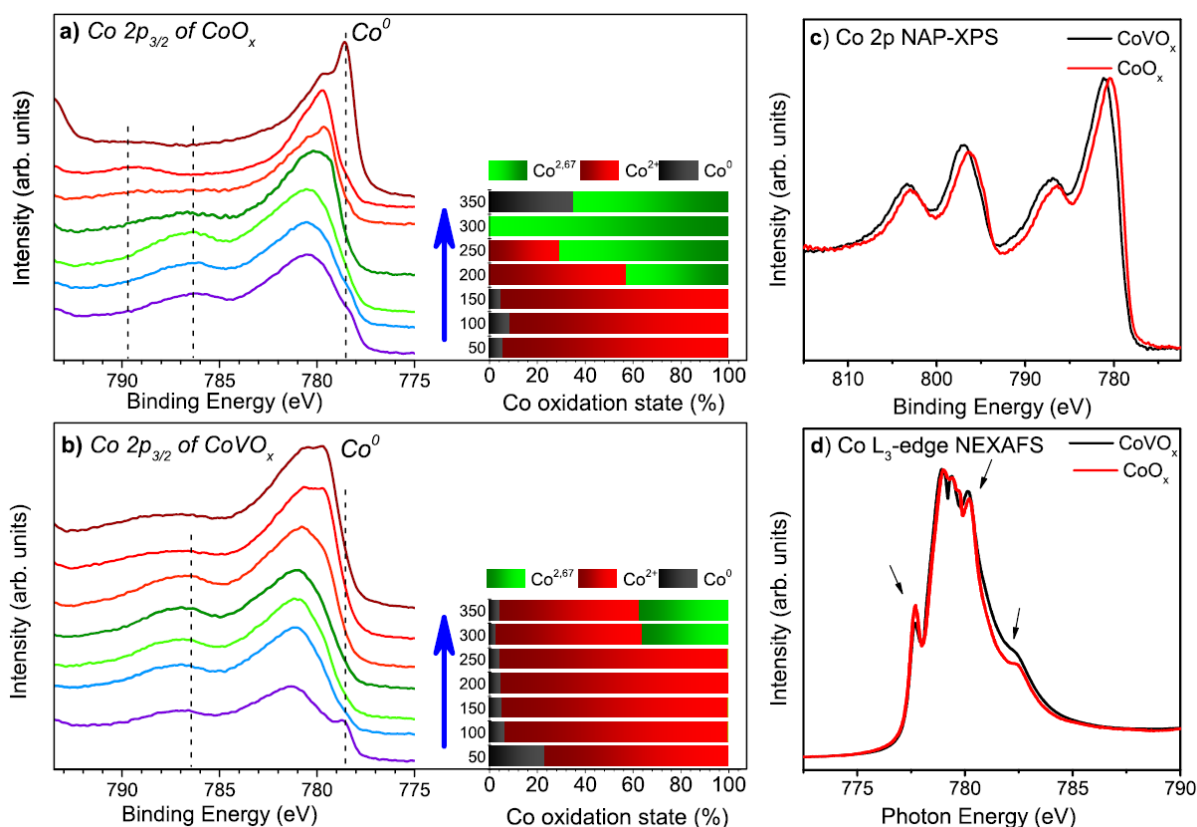 a) Co 2p3/2 of CoOx
Co0
Intensity (arb. units)
790 785 780 775
Binding Energy (eV)
Co2,67 Co2+ Co0
350
300
250
200
150
100
50
0 20 40 60 80 100
Co oxidation state (%)
b) Co 2p3/2 of CoVOx
Co0
Intensity (arb. units)
790 785 780 775
Binding Energy (eV)
Co2,67 Co2+ Co0
350
300
250
200
150
100
50
0 20 40 60 80 100
Co oxidation state (%)
c) Co 2p NAP-XPS
CoVOx
CoOx
Intensity (arb. units)
810 800 790 780
Binding Energy (eV)
d) Co L3-edge NEXAFS
CoVOx
CoOx
Intensity (arb. units)
775 780 785 790
Photon Energy (eV)